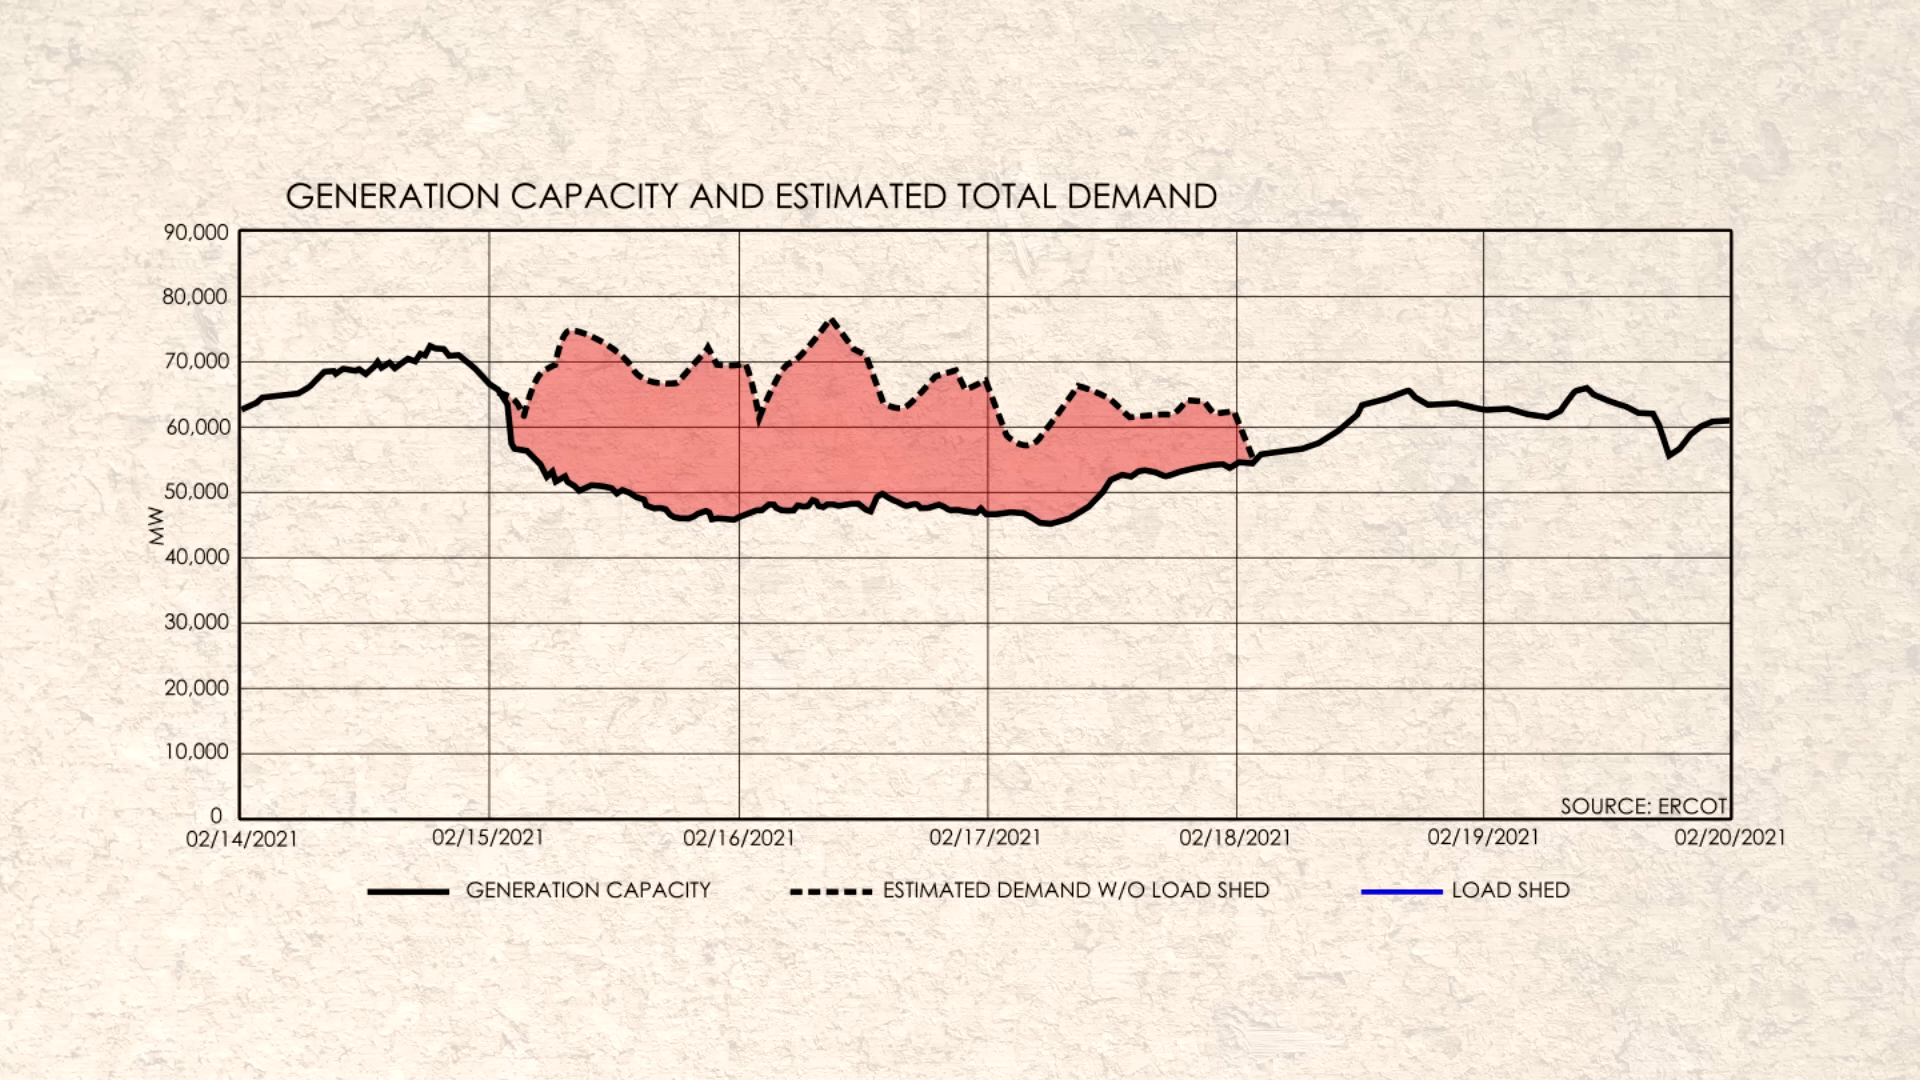 GENERATION CAPACITY AND ESTIMATED TOTAL DEMAND
90,000
80,000
70,000
60,000
50,000
MW
40,000
30,000
20,000
10,000
0
SOURCE: ERCOT
02/14/2021 02/15/2021 02/16/2021 02/17/2021 02/18/2021 02/19/2021 02/20/2021
GENERATION CAPACITY ESTIMATED DEMAND W/O LOAD SHED LOAD SHED